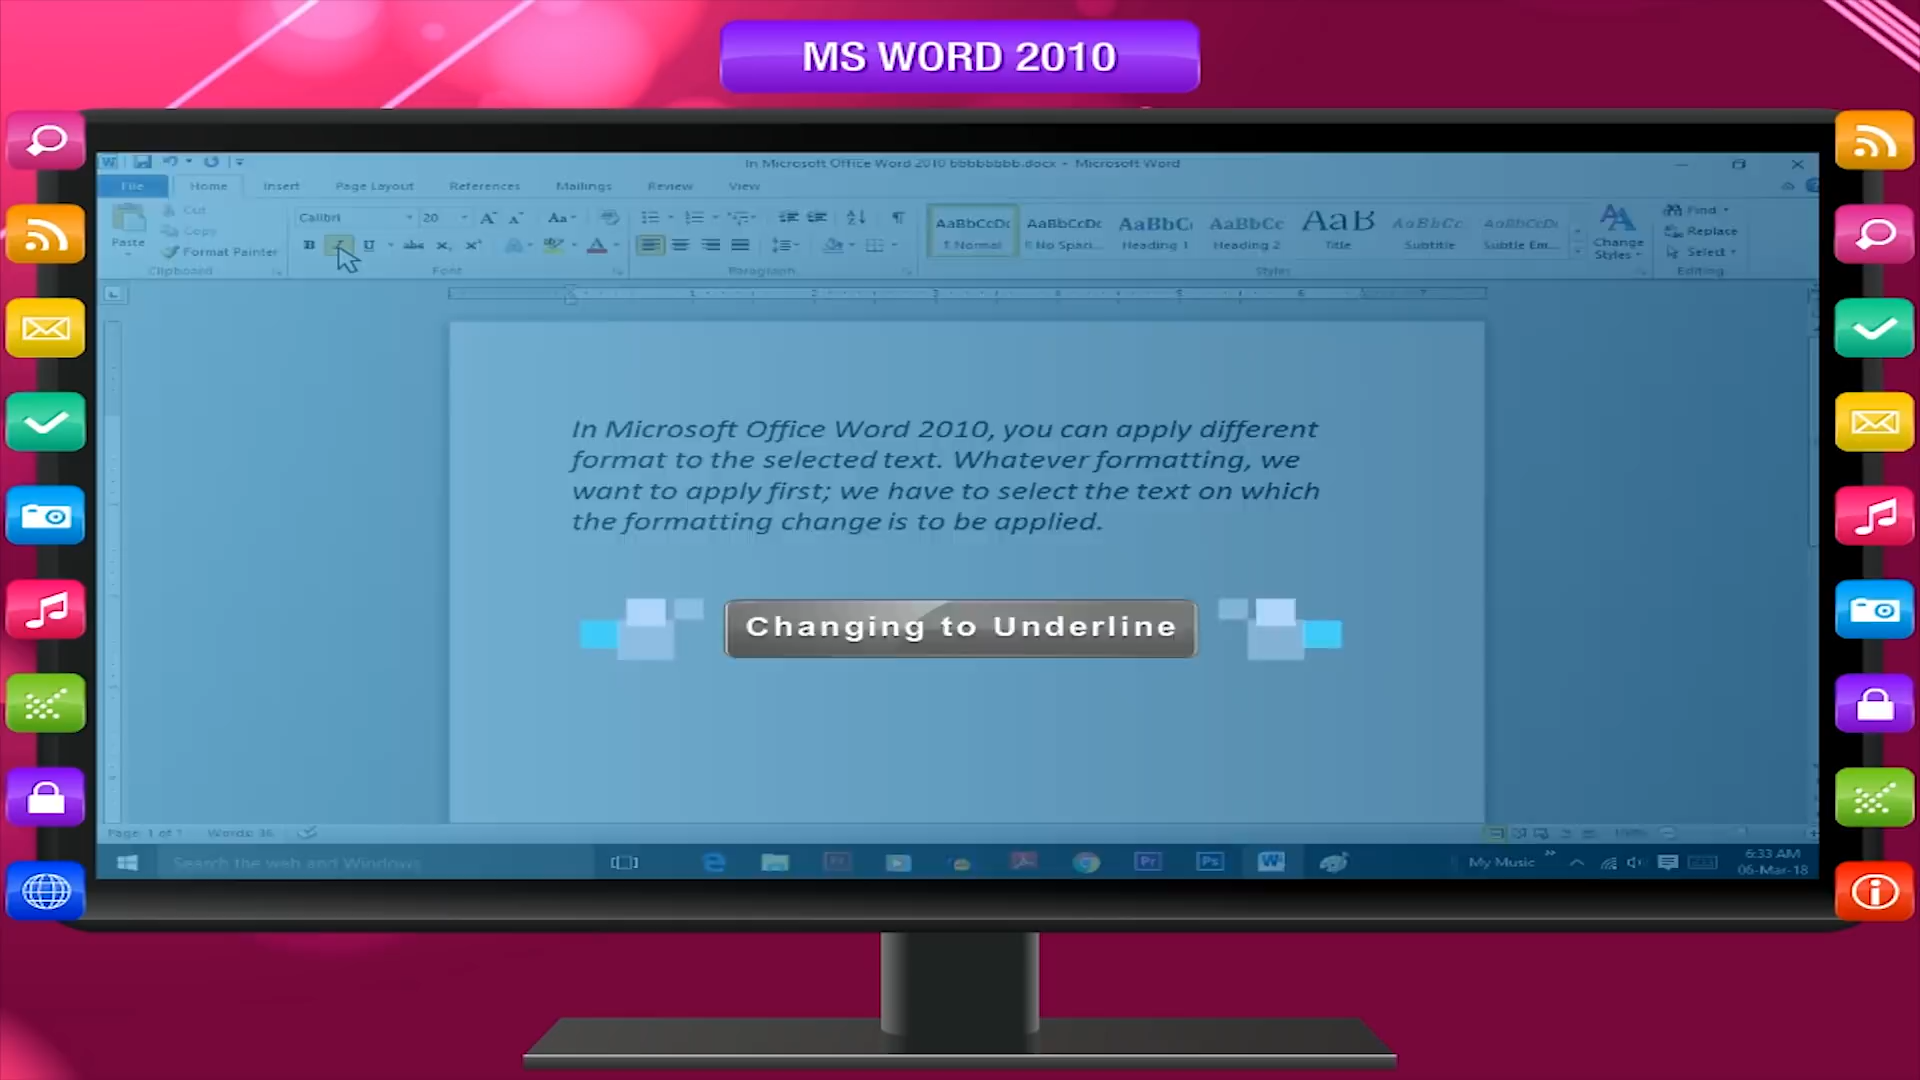 MS WORD 2010
In Microsoft Office Word 2010 bbbbbbbb.docx - Microsoft Word
File Home Insert Page Layout References Mailings Review View
Cut
Copy
Paste
Format Painter
Clipboard
Calibri 20
Font
Paragraph
AaBbCcDc AaBbCcDc AaBbC AaBbCc AaB AaBbCc AaBbCcDc
¶ Normal ¶ No Spaci... Heading 1 Heading 2 Title Subtitle Subtle Em...
Styles
Change
Styles
Find
Replace
Select
Editing
In Microsoft Office Word 2010, you can apply different
format to the selected text. Whatever formatting, we
want to apply first; we have to select the text on which
the formatting change is to be applied.
Changing to Underline
Page: 1 of 1 Words: 36
Search the web and Windows
My Music
6:33 AM
06-Mar-18